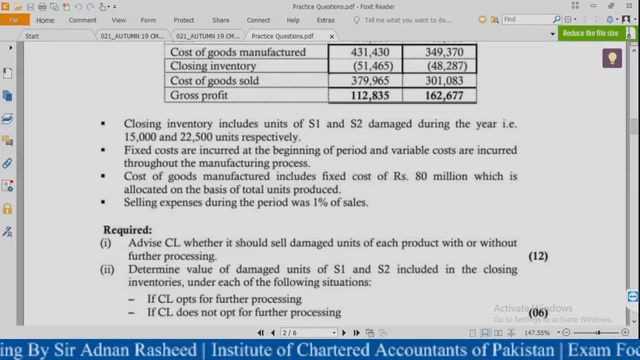 Practice Questions.pdf - Foxit Reader
File Home Comment View Form Protect Share Help Extras Tell me what you want to do... Find
Start 021_AUTUMN 19 CM 021_AUTUMN 19 CM Practice Questions.pdf Reduce the file size
Cost of goods manufactured 431,430 349,370
Closing inventory (51,465) (48,287)
Cost of goods sold 379,965 301,083
Gross profit 112,835 162,677
▪ Closing inventory includes units of S1 and S2 damaged during the year i.e.
15,000 and 22,500 units respectively.
▪ Fixed costs are incurred at the beginning of period and variable costs are incurred
throughout the manufacturing process.
▪ Cost of goods manufactured includes fixed cost of Rs. 80 million which is
allocated on the basis of total units produced.
▪ Selling expenses during the period was 1% of sales.
Required:
(i) Advise CL whether it should sell damaged units of each product with or without
further processing. (12)
(ii) Determine value of damaged units of S1 and S2 included in the closing
inventories, under each of the following situations:
– If CL opts for further processing
– If CL does not opt for further processing (06)
Activate Windows
Go to Settings to activate Windows.
2 / 6 147.55%
ing By Sir Adnan Rasheed | Institute of Chartered Accountants of Pakistan | Exam Fo